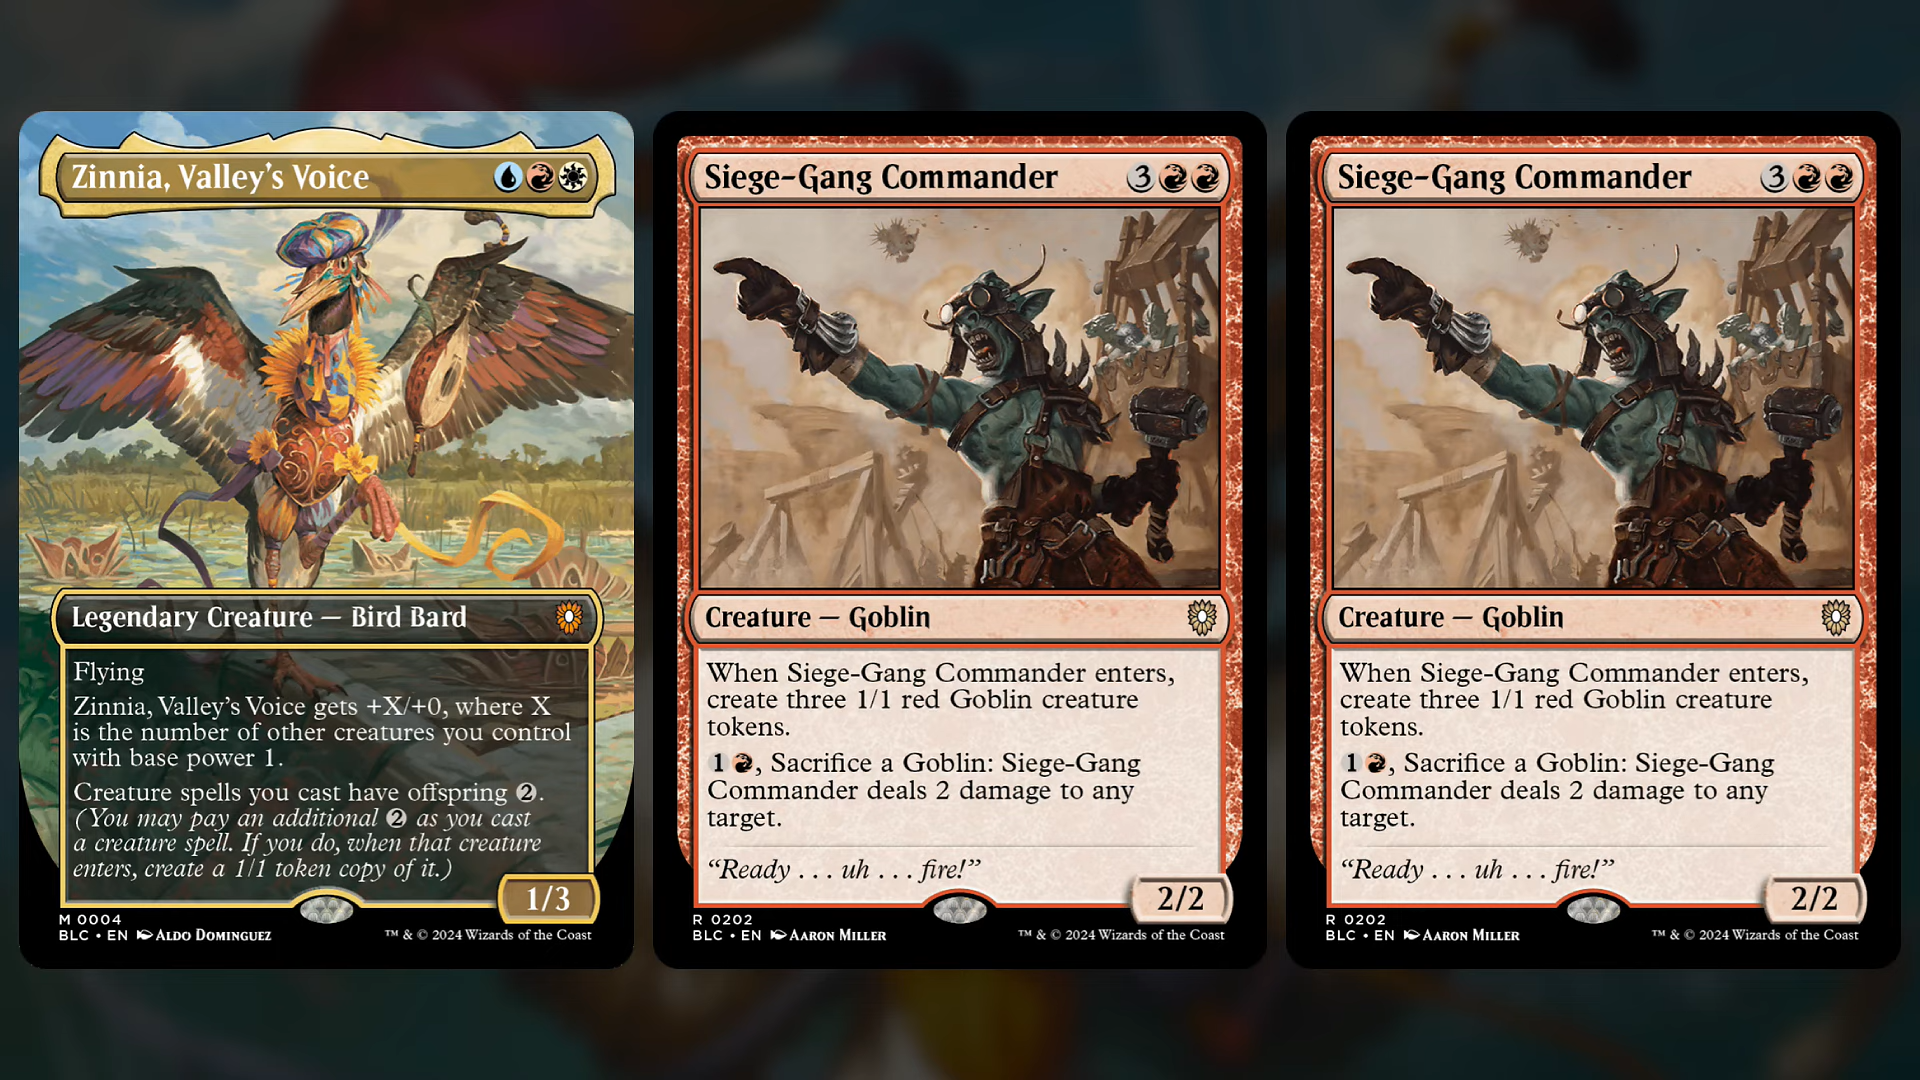 Zinnia, Valley's Voice
Legendary Creature — Bird Bard
Flying
Zinnia, Valley's Voice gets +X/+0, where X
is the number of other creatures you control
with base power 1.
Creature spells you cast have offspring 2.
(You may pay an additional 2 as you cast
a creature spell. If you do, when that creature
enters, create a 1/1 token copy of it.)
1/3
M 0004
BLC • EN Aldo Dominguez
™ & © 2024 Wizards of the Coast
Siege-Gang Commander 3
Creature — Goblin
When Siege-Gang Commander enters,
create three 1/1 red Goblin creature
tokens.
1, Sacrifice a Goblin: Siege-Gang
Commander deals 2 damage to any
target.
“Ready . . . uh . . . fire!”
2/2
R 0202
BLC • EN Aaron Miller
™ & © 2024 Wizards of the Coast
Siege-Gang Commander 3
Creature — Goblin
When Siege-Gang Commander enters,
create three 1/1 red Goblin creature
tokens.
1, Sacrifice a Goblin: Siege-Gang
Commander deals 2 damage to any
target.
“Ready . . . uh . . . fire!”
2/2
R 0202
BLC • EN Aaron Miller
™ & © 2024 Wizards of the Coast